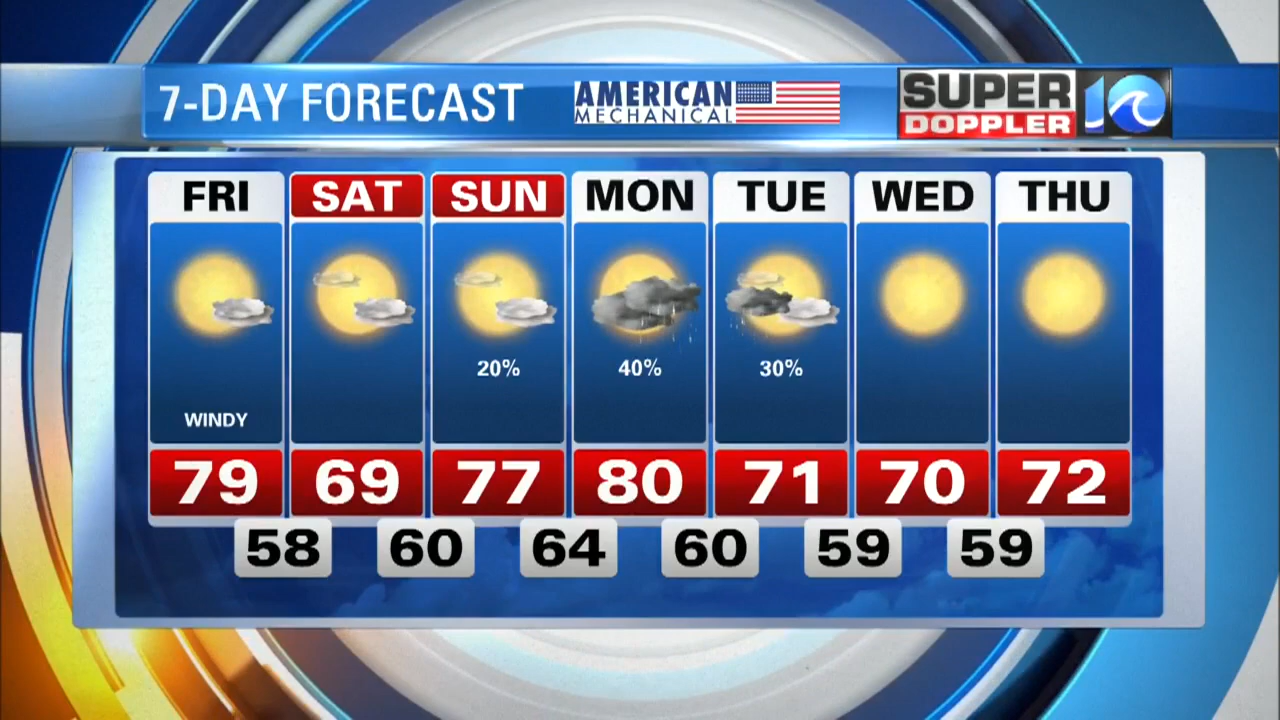 7-DAY FORECAST
AMERICAN
MECHANICAL
SUPER
DOPPLER
10
FRI SAT SUN MON TUE WED THU
20% 40% 30%
WINDY
79 69 77 80 71 70 72
58 60 64 60 59 59